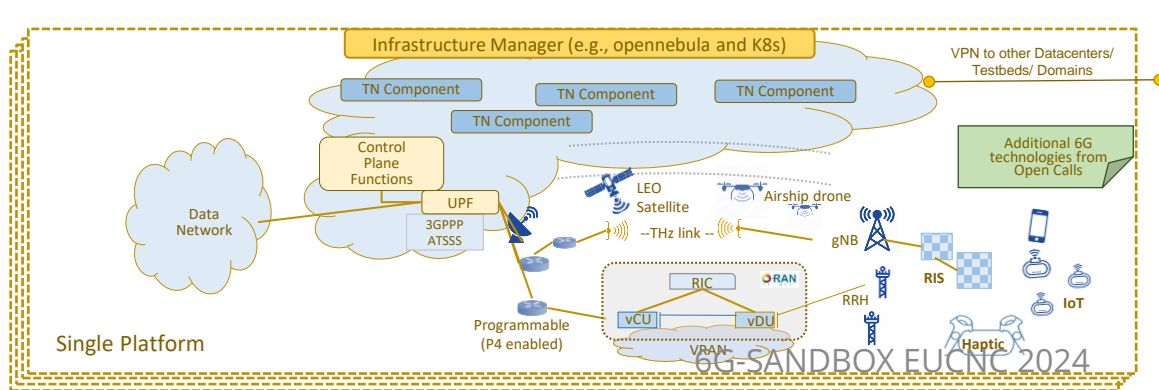 Infrastructure Manager (e.g., opennebula and K8s)
VPN to other Datacenters/
Testbeds/ Domains
TN Component
TN Component
TN Component
TN Component
Control
Plane
Functions
Additional 6G
technologies from
Open Calls
UPF
3GPPP
ATSSS
Data
Network
LEO
Satellite
Airship drone
--THz link --
gNB
RIS
IoT
RIC
O-RAN
vCU
vDU
RRH
VRAN
Programmable
(P4 enabled)
Haptic
Single Platform
6G-SANDBOX EUCNC 2024